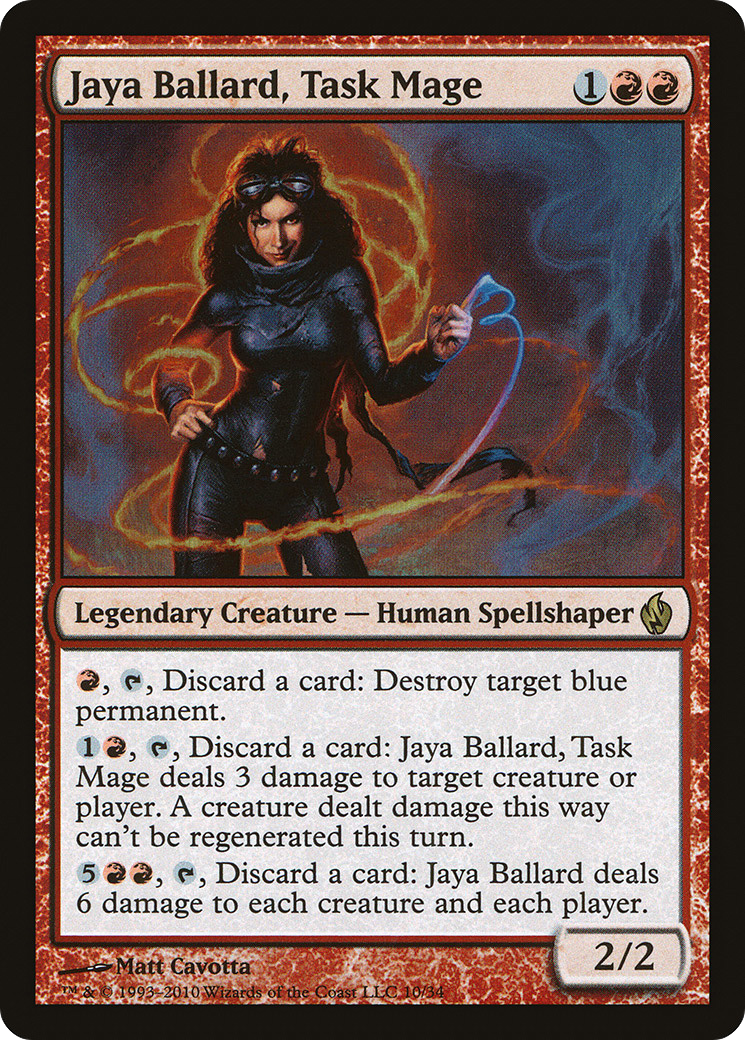 Jaya Ballard, Task Mage 1
Legendary Creature — Human Spellshaper
, , Discard a card: Destroy target blue
permanent.
1 , , Discard a card: Jaya Ballard, Task
Mage deals 3 damage to target creature or
player. A creature dealt damage this way
can't be regenerated this turn.
5 , , Discard a card: Jaya Ballard deals
6 damage to each creature and each player.
2/2
Matt Cavotta
™ & © 1993–2010 Wizards of the Coast LLC 10/34